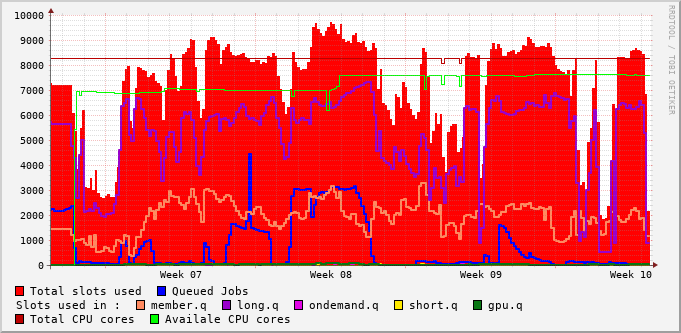 10000
9000
8000
7000
6000
5000
4000
3000
2000
1000
0
Week 07 Week 08 Week 09 Week 10
Total slots used Queued Jobs
Slots used in : member.q long.q ondemand.q short.q gpu.q
Total CPU cores Availale CPU cores
RRDTOOL / TOBI OETIKER